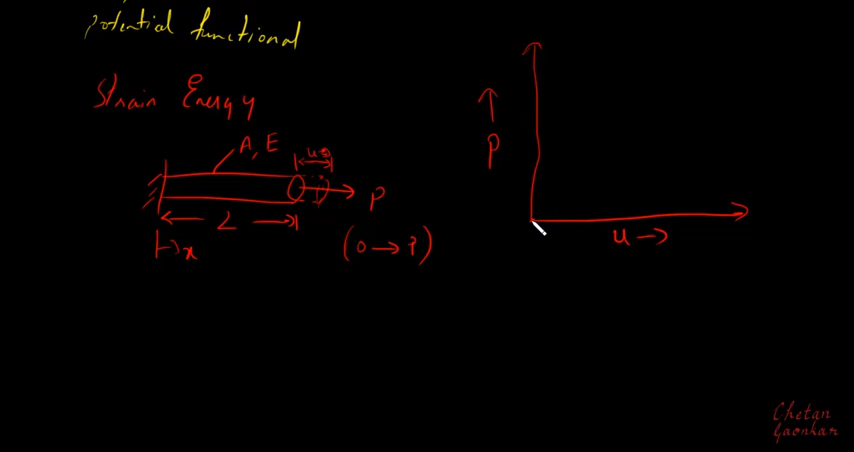 Potential functional
Strain Energy
A, E
u
P
L
x
(0 → P)
P
u →
Chetan
Gaonkar